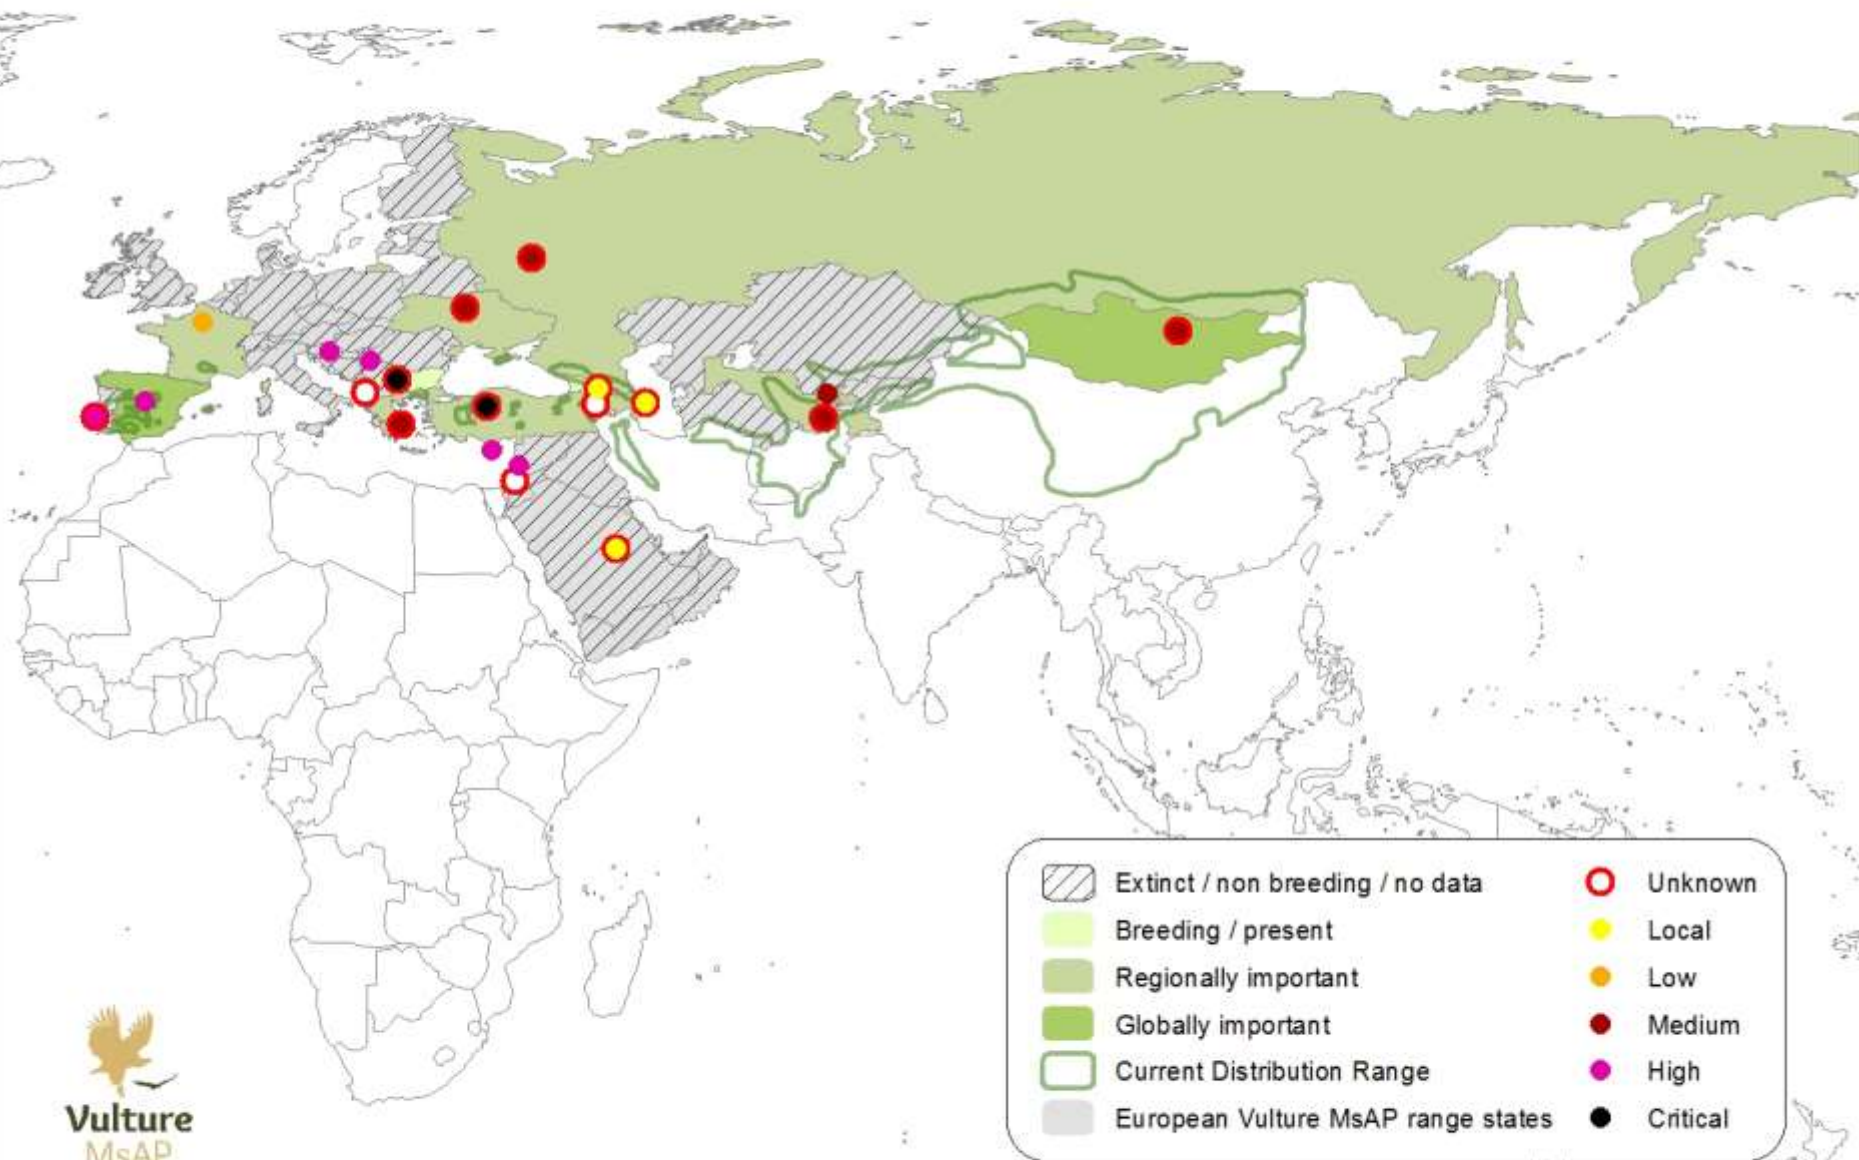 Extinct / non breeding / no data
Breeding / present
Regionally important
Globally important
Current Distribution Range
European Vulture MsAP range states
Unknown
Local
Low
Medium
High
Critical
Vulture
MsAP